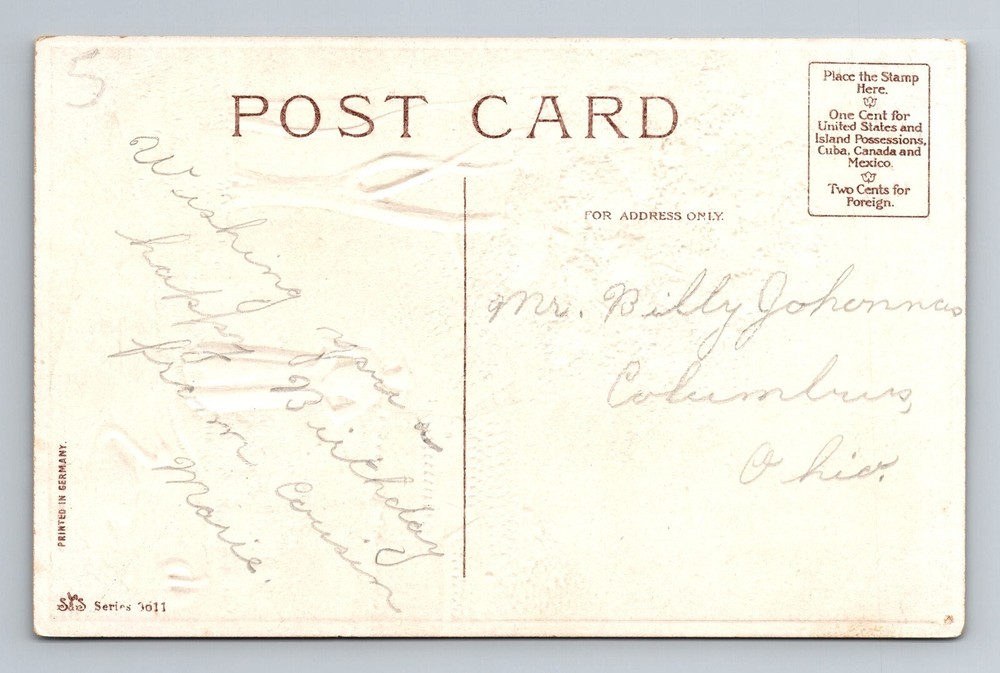 5
POST CARD
Place the Stamp
Here.
One Cent for
United States and
Island Possessions,
Cuba, Canada and
Mexico.
Two Cents for
Foreign.
FOR ADDRESS ONLY.
Wishing you a
happy Birthday
from Cousin
Marie.
Mr. Billy Johonnas
Columbus,
Ohio.
PRINTED IN GERMANY.
Series 3611